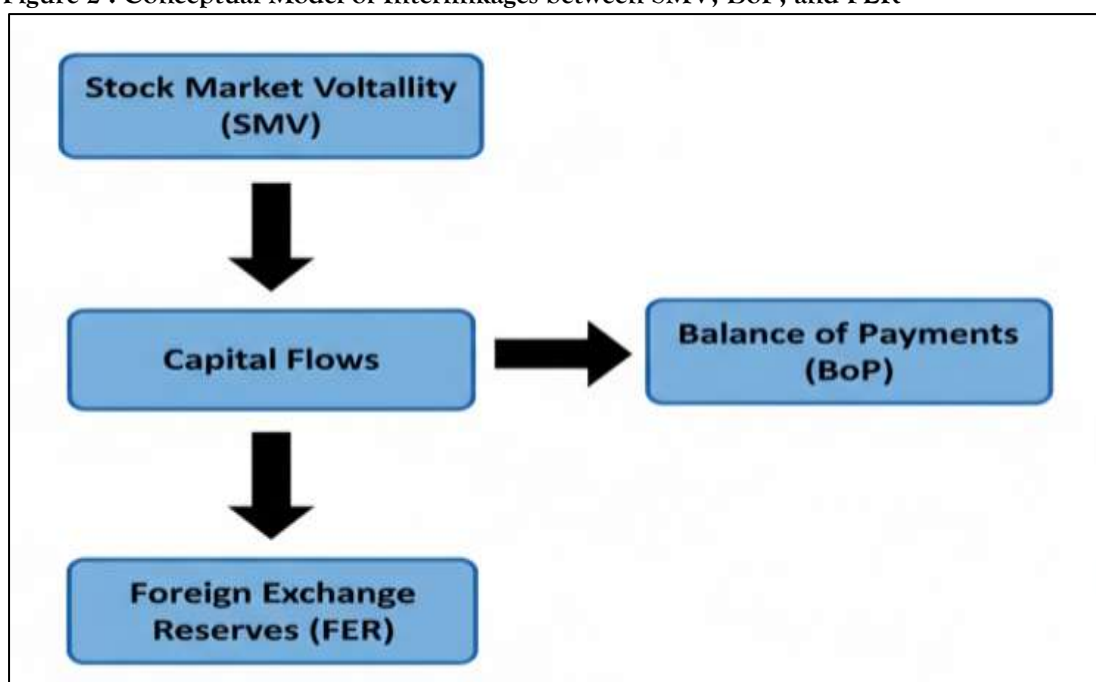 Figure 2 : Conceptual Model of Interlinkages between SMV, BoP, and FER
Stock Market Voltallity
(SMV)
Capital Flows
Balance of Payments
(BoP)
Foreign Exchange
Reserves (FER)